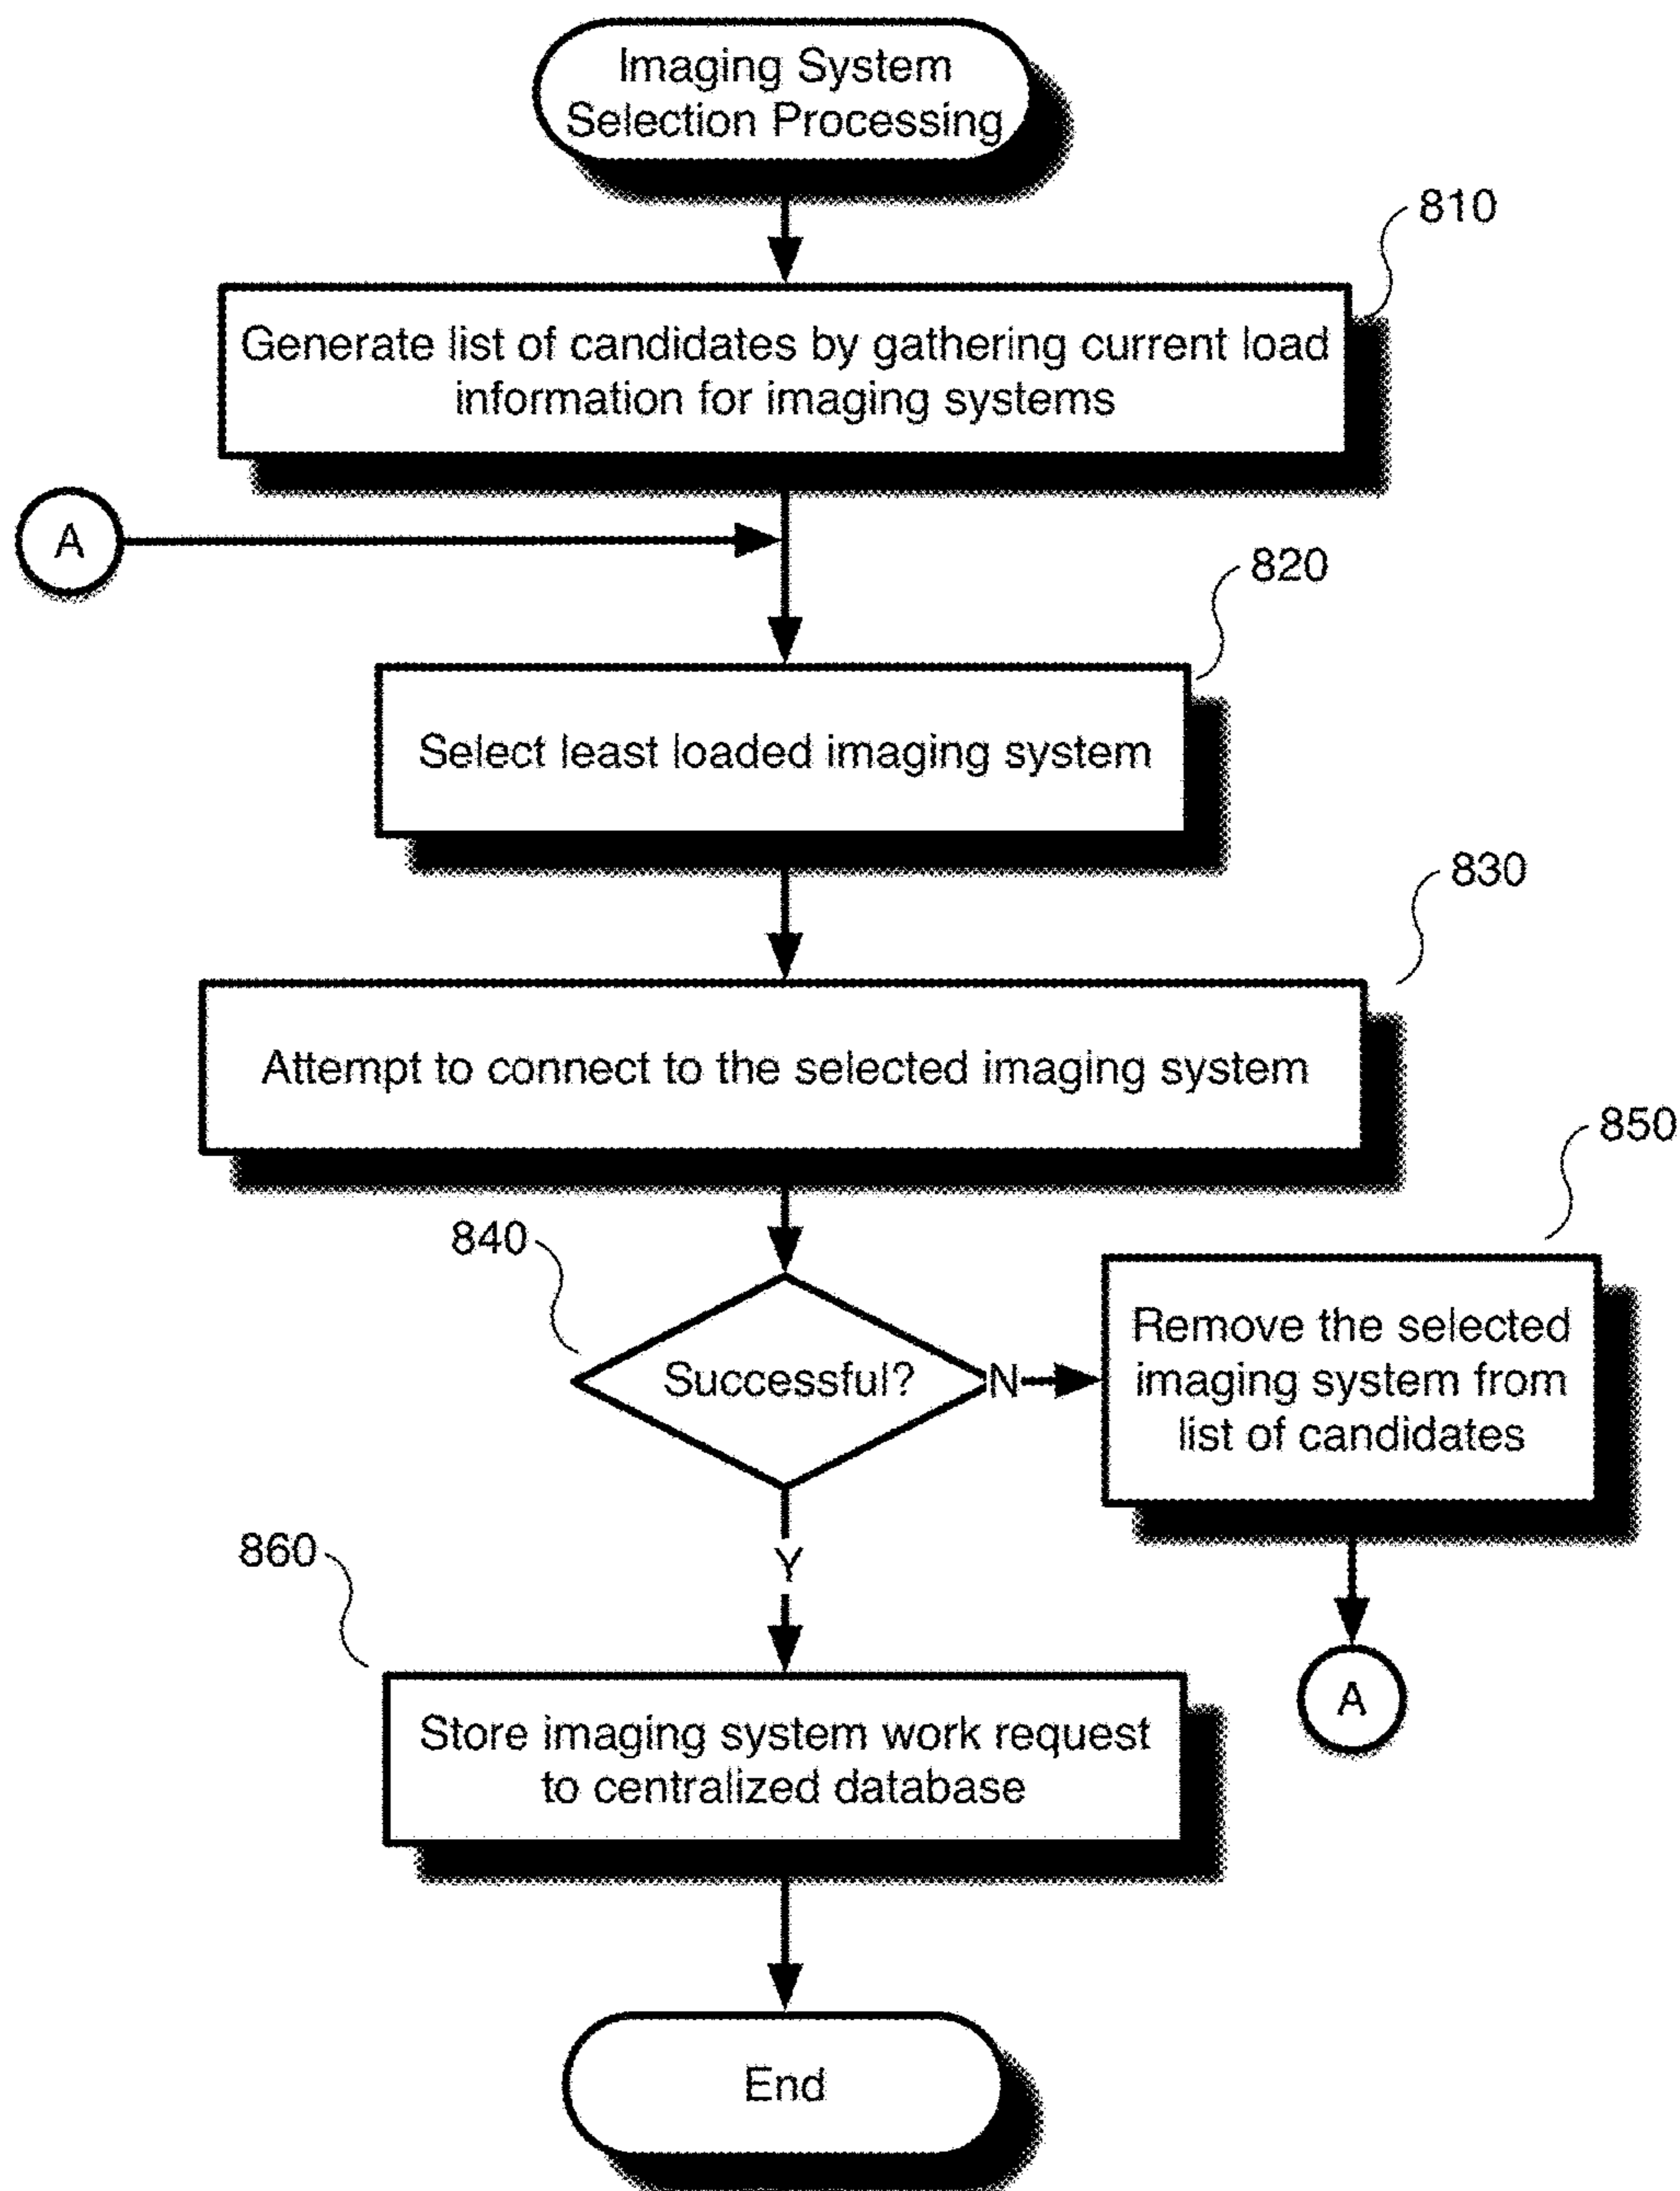 Imaging System
Selection Processing
810
Generate list of candidates by gathering current load
information for imaging systems
A
820
Select least loaded imaging system
830
Attempt to connect to the selected imaging system
840
Successful?
N
850
Remove the selected
imaging system from
list of candidates
Y
A
860
Store imaging system work request
to centralized database
End